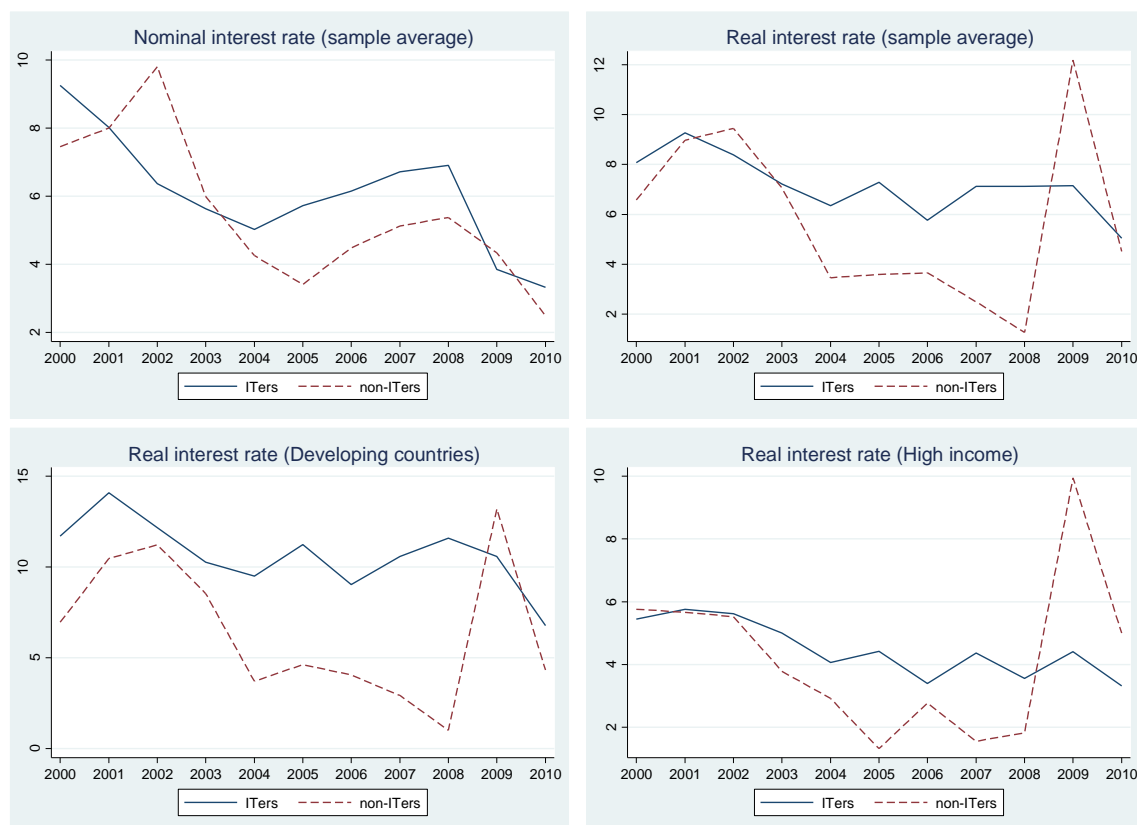 Nominal interest rate (sample average)
10
8
6
4
2
2000 2001 2002 2003 2004 2005 2006 2007 2008 2009 2010
ITers non-ITers
Real interest rate (sample average)
12
10
8
6
4
2
2000 2001 2002 2003 2004 2005 2006 2007 2008 2009 2010
ITers non-ITers
Real interest rate (Developing countries)
15
10
5
0
2000 2001 2002 2003 2004 2005 2006 2007 2008 2009 2010
ITers non-ITers
Real interest rate (High income)
10
8
6
4
2
2000 2001 2002 2003 2004 2005 2006 2007 2008 2009 2010
ITers non-ITers